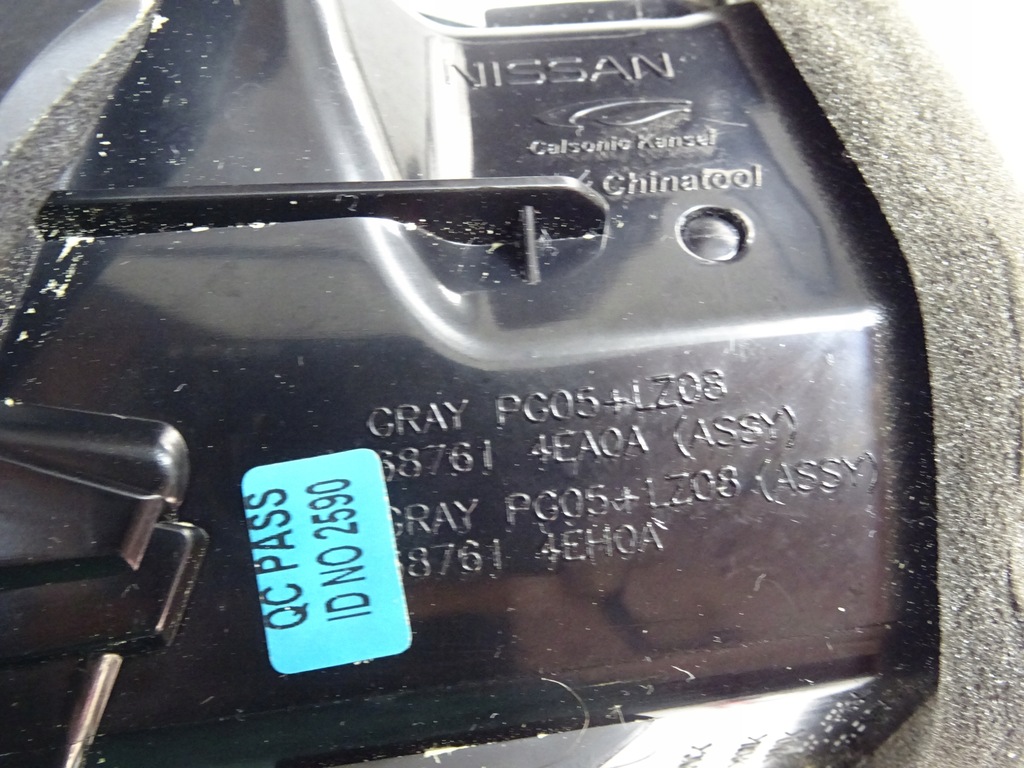 NISSAN
Calsonic Kansei
Chinatool
GRAY PG05+LZ08
68761 4EA0A (ASSY)
GRAY PG05+LZ08 (ASSY)
68761 4EH0A
QC PASS
ID NO 2590